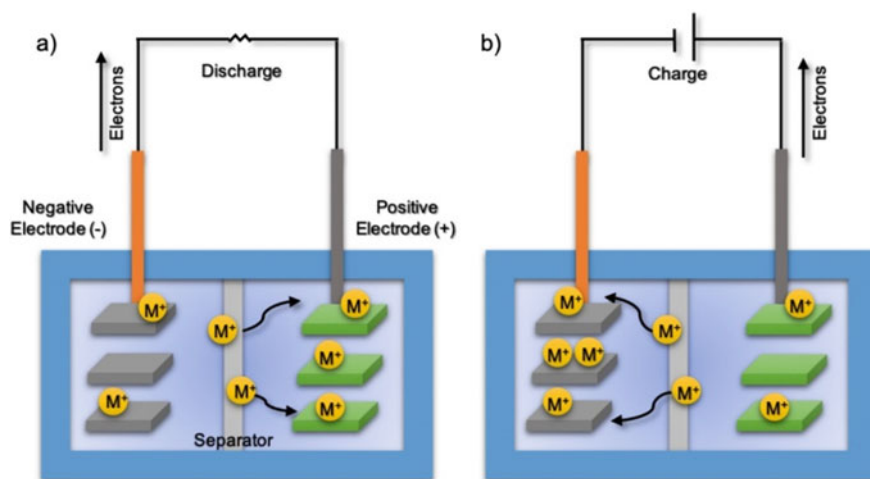 a)
Discharge
Electrons
Negative
Electrode (-)
Positive
Electrode (+)
M⁺
M⁺
M⁺
M⁺
M⁺
M⁺
M⁺
Separator
b)
Charge
Electrons
M⁺
M⁺
M⁺
M⁺
M⁺
M⁺
M⁺
M⁺